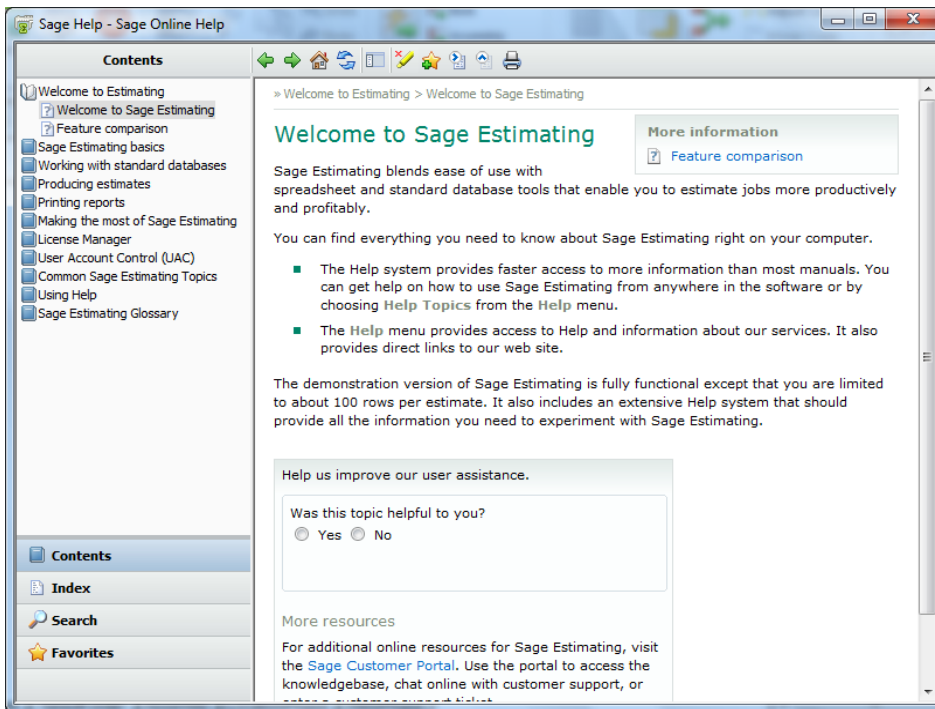 Sage Help - Sage Online Help
Contents
Welcome to Estimating
Welcome to Sage Estimating
Feature comparison
Sage Estimating basics
Working with standard databases
Producing estimates
Printing reports
Making the most of Sage Estimating
License Manager
User Account Control (UAC)
Common Sage Estimating Topics
Using Help
Sage Estimating Glossary
Contents
Index
Search
Favorites
» Welcome to Estimating > Welcome to Sage Estimating
Welcome to Sage Estimating
More information
Feature comparison
Sage Estimating blends ease of use with
spreadsheet and standard database tools that enable you to estimate jobs more productively
and profitably.
You can find everything you need to know about Sage Estimating right on your computer.
The Help system provides faster access to more information than most manuals. You
can get help on how to use Sage Estimating from anywhere in the software or by
choosing Help Topics from the Help menu.
The Help menu provides access to Help and information about our services. It also
provides direct links to our web site.
The demonstration version of Sage Estimating is fully functional except that you are limited
to about 100 rows per estimate. It also includes an extensive Help system that should
provide all the information you need to experiment with Sage Estimating.
Help us improve our user assistance.
Was this topic helpful to you?
Yes No
More resources
For additional online resources for Sage Estimating, visit
the Sage Customer Portal. Use the portal to access the
knowledgebase, chat online with customer support, or
enter a customer support ticket.